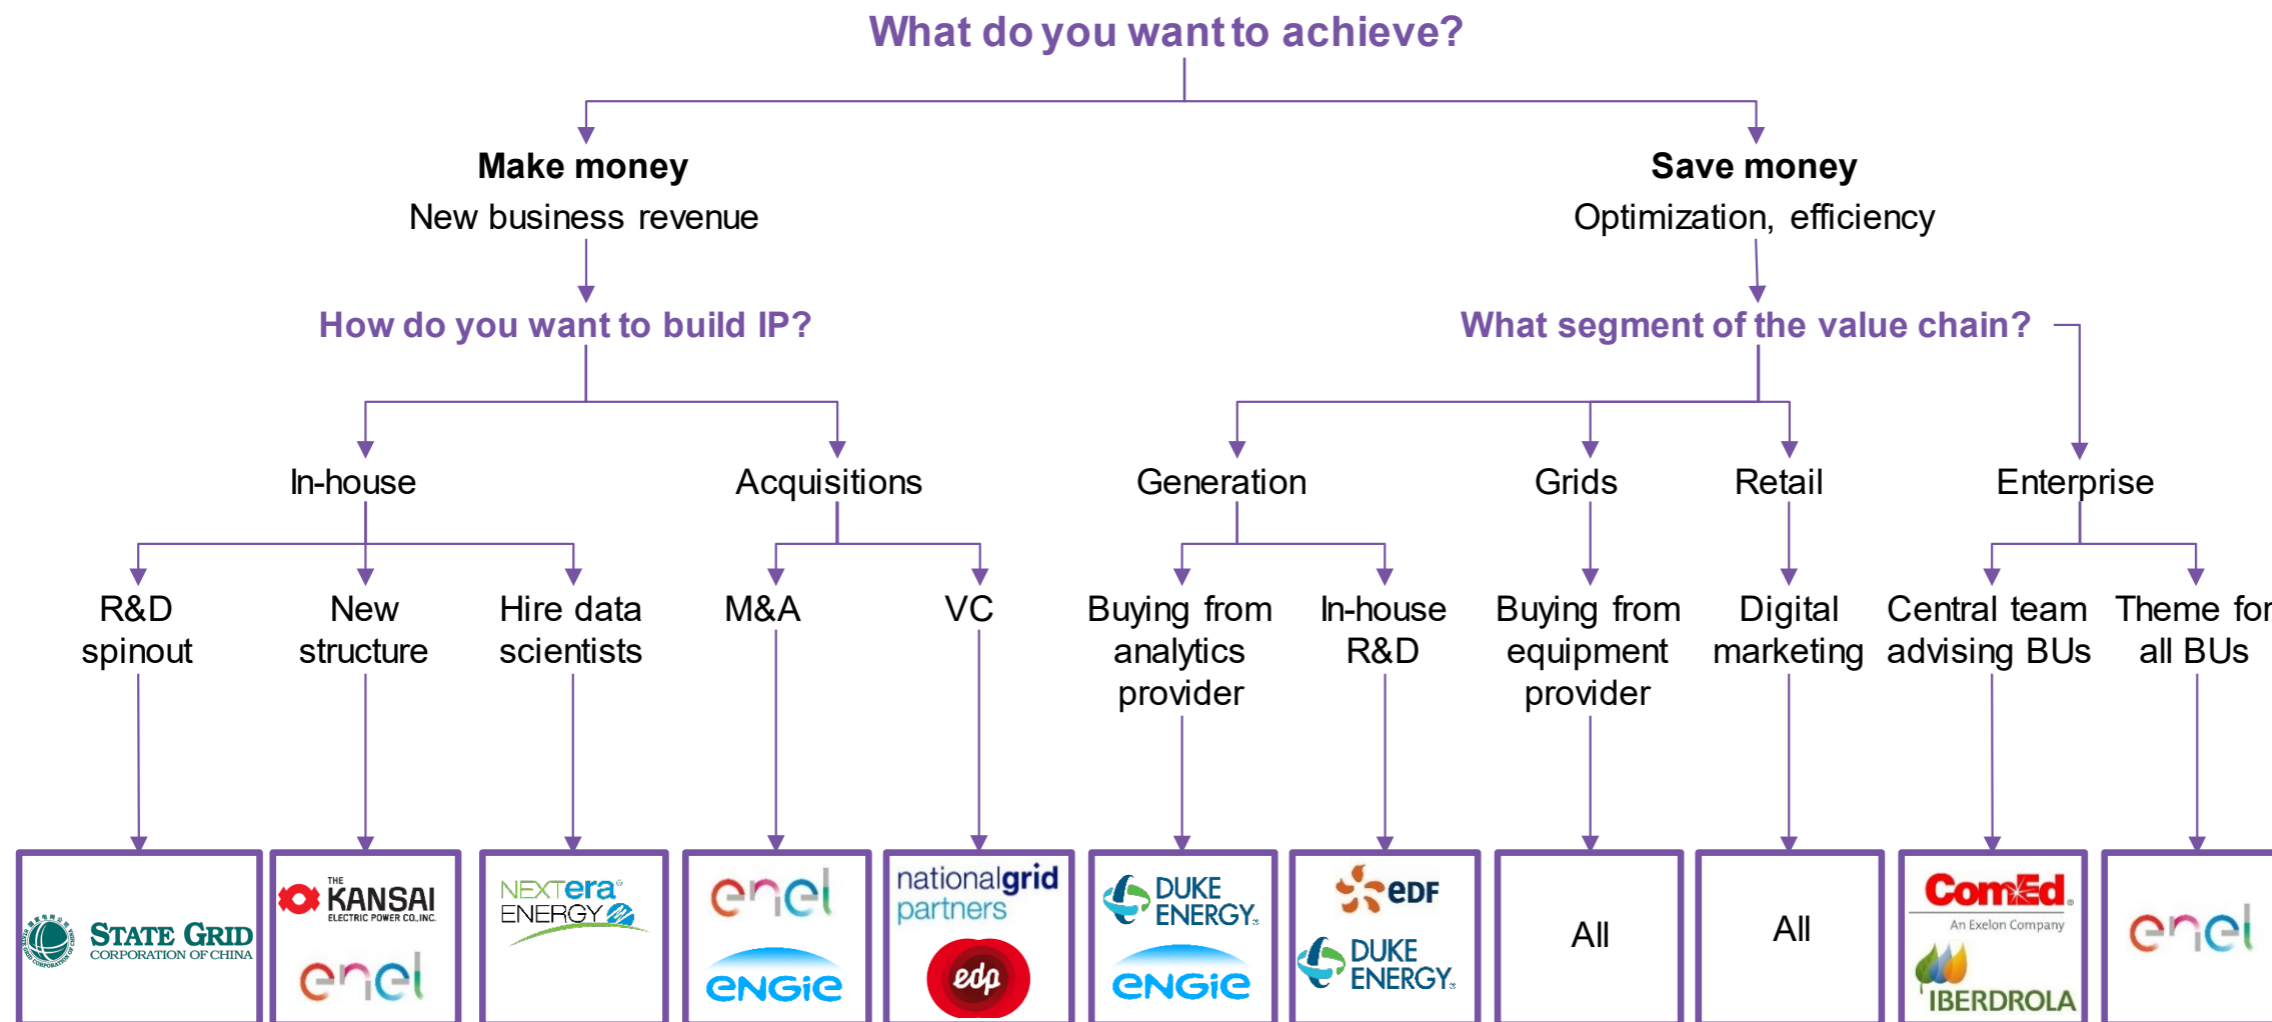 What do you want to achieve?
Make money
New business revenue
Save money
Optimization, efficiency
How do you want to build IP?
What segment of the value chain?
In-house
Acquisitions
Generation
Grids
Retail
Enterprise
R&D
spinout
New
structure
Hire data
scientists
M&A
VC
Buying from
analytics
provider
In-house
R&D
Buying from
equipment
provider
Digital
marketing
Central team
advising BUs
Theme for
all BUs
STATE GRID
CORPORATION OF CHINA
THE
KANSAI
ELECTRIC POWER CO., INC.
enel
NEXTera
ENERGY
enel
ENGIE
nationalgrid
partners
edp
DUKE
ENERGY
ENGIE
eDF
DUKE
ENERGY
All
All
ComEd
An Exelon Company
IBERDROLA
enel